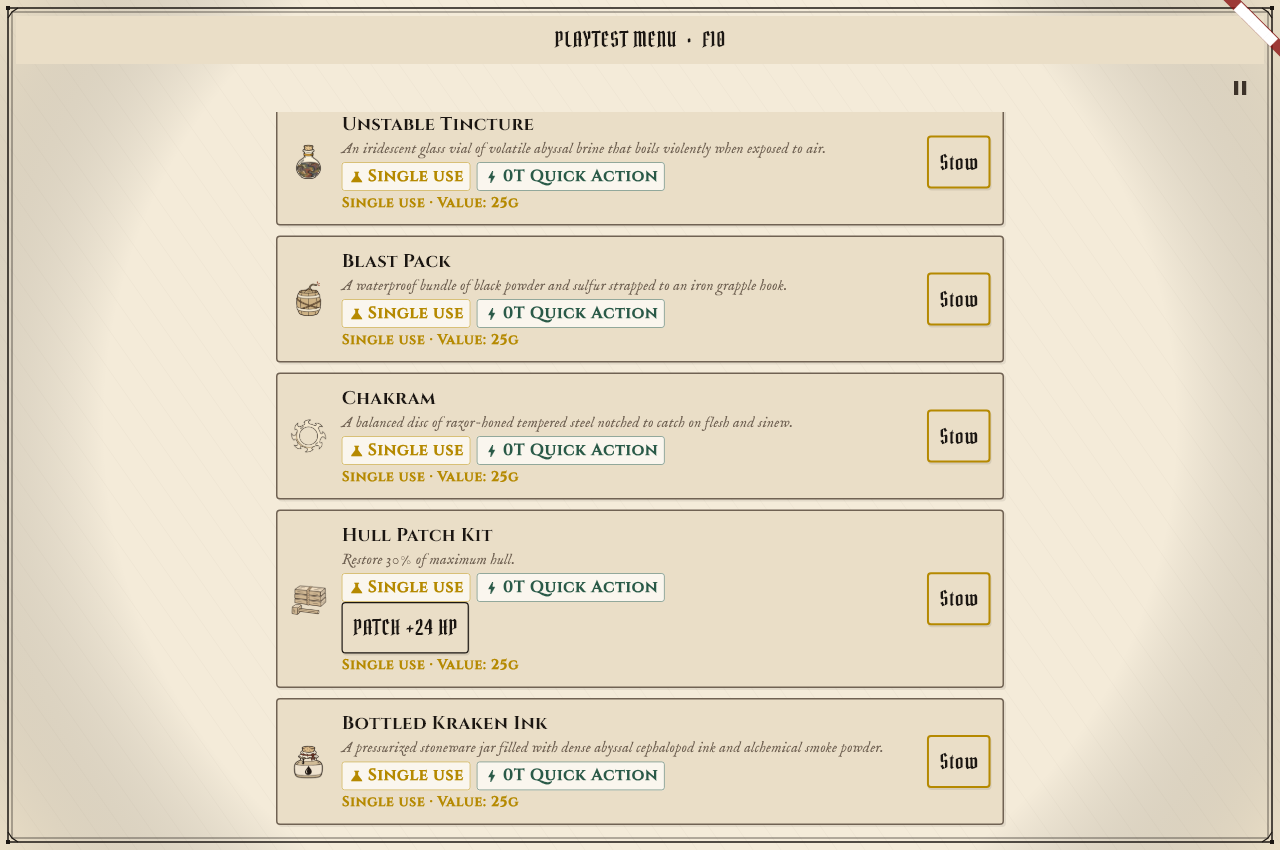 PLAYTEST MENU · F10
Unstable Tincture
An iridescent glass vial of volatile abyssal brine that boils violently when exposed to air.
Single use
0T Quick Action
Single use · Value: 25g
Stow
Blast Pack
A waterproof bundle of black powder and sulfur strapped to an iron grapple hook.
Single use
0T Quick Action
Single use · Value: 25g
Stow
Chakram
A balanced disc of razor-honed tempered steel notched to catch on flesh and sinew.
Single use
0T Quick Action
Single use · Value: 25g
Stow
Hull Patch Kit
Restore 30% of maximum hull.
Single use
0T Quick Action
PATCH +24 HP
Single use · Value: 25g
Stow
Bottled Kraken Ink
A pressurized stoneware jar filled with dense abyssal cephalopod ink and alchemical smoke powder.
Single use
0T Quick Action
Single use · Value: 25g
Stow